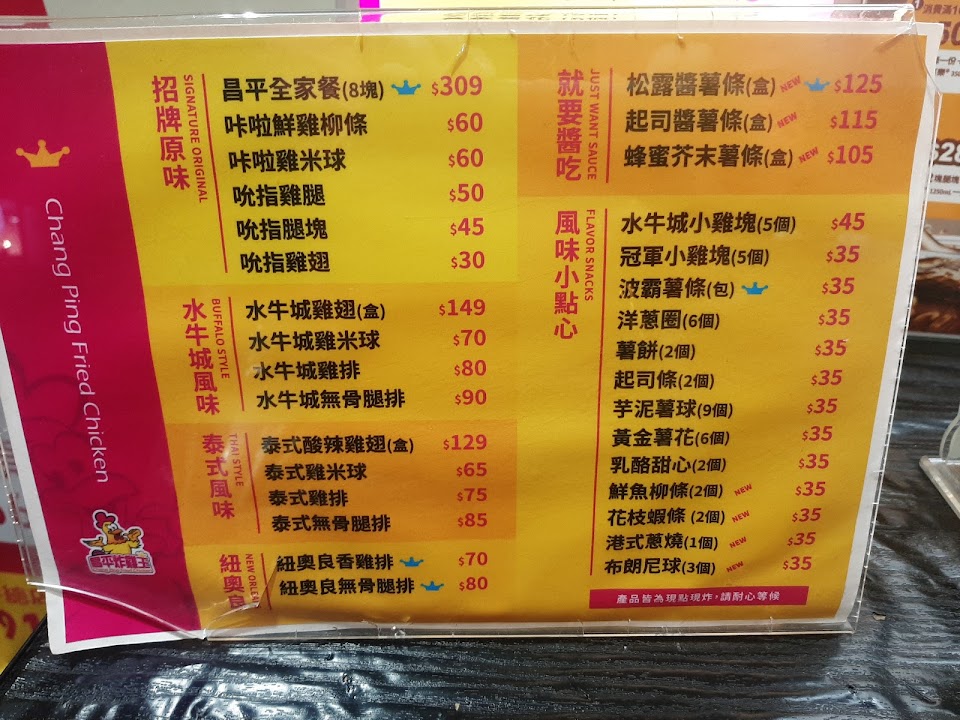 Chang Ping Fried Chicken
昌平炸雞王
招牌原味
SIGNATURE ORIGINAL
昌平全家餐(8塊) $309
咔啦鮮雞柳條 $60
咔啦雞米球 $60
吮指雞腿 $50
吮指腿塊 $45
吮指雞翅 $30
水牛城風味
BUFFALO STYLE
水牛城雞翅(盒) $149
水牛城雞米球 $70
水牛城雞排 $80
水牛城無骨腿排 $90
泰式風味
THAI STYLE
泰式酸辣雞翅(盒) $129
泰式雞米球 $65
泰式雞排 $75
泰式無骨腿排 $85
紐奧良
NEW ORLEA
紐奧良香雞排 $70
紐奧良無骨腿排 $80
就要醬吃
JUST WANT SAUCE
松露醬薯條(盒) NEW $125
起司醬薯條(盒) NEW $115
蜂蜜芥末薯條(盒) NEW $105
風味小點心
FLAVOR SNACKS
水牛城小雞塊(5個) $45
冠軍小雞塊(5個) $35
波霸薯條(包) $35
洋蔥圈(6個) $35
薯餅(2個) $35
起司條(2個) $35
芋泥薯球(9個) $35
黃金薯花(6個) $35
乳酪甜心(2個) $35
鮮魚柳條(2個) NEW $35
花枝蝦條(2個) NEW $35
港式蔥燒(1個) NEW $35
布朗尼球(3個) NEW $35
產品皆為現點現炸，請耐心等候